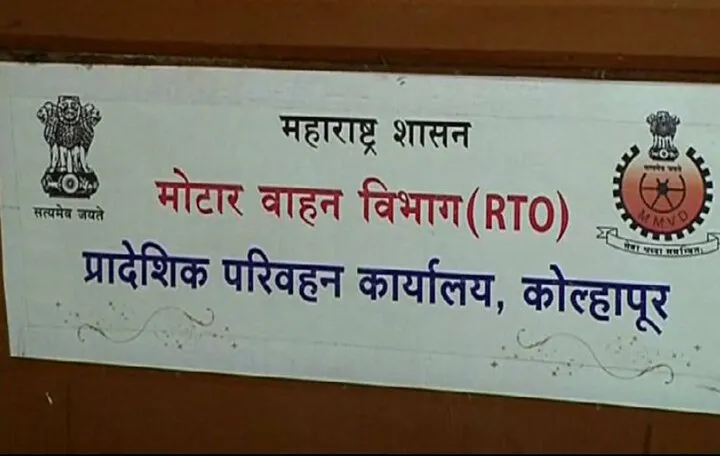 महाराष्ट्र शासन
सत्यमेव जयते
मोटार वाहन विभाग(RTO)
MMVD
प्रादेशिक परिवहन कार्यालय, कोल्हापूर